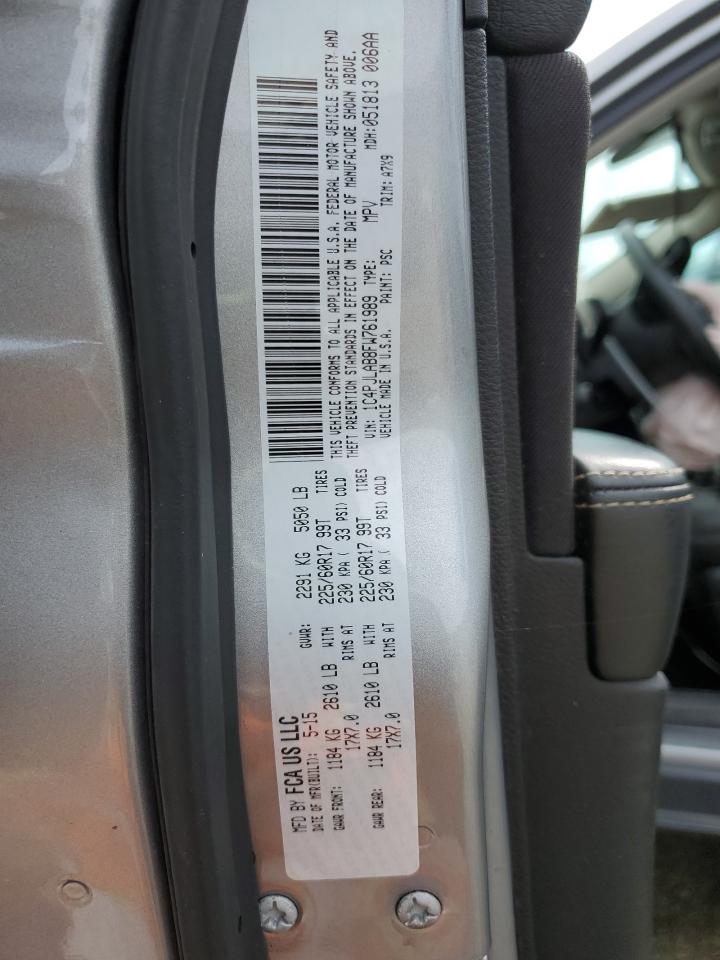 MFD BY FCA US LLC
DATE OF MFR(BUILT): 5-15 GVWR: 2291 KG 5050 LB
GAWR FRONT: 1184 KG 2610 LB WITH 225/60R17 99T TIRES
17X7.0 RIMS AT 230 KPA ( 33 PSI) COLD
GAWR REAR: 1184 KG 2610 LB WITH 225/60R17 99T TIRES
17X7.0 RIMS AT 230 KPA ( 33 PSI) COLD
THIS VEHICLE CONFORMS TO ALL APPLICABLE U.S.A. FEDERAL MOTOR VEHICLE SAFETY AND
THEFT PREVENTION STANDARDS IN EFFECT ON THE DATE OF MANUFACTURE SHOWN ABOVE.
VIN: 1C4PJLAB8FW761989 TYPE: MPV MDH:051813 006AA
VEHICLE MADE IN U.S.A. PAINT: PSC TRIM: A7X9